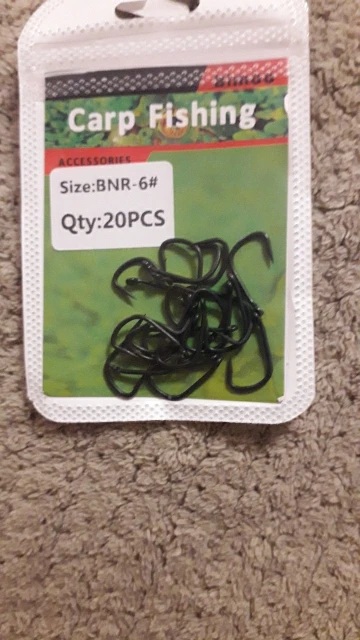 Carp Fishing
ACCESSORIES
Size:BNR-6#
Qty:20PCS